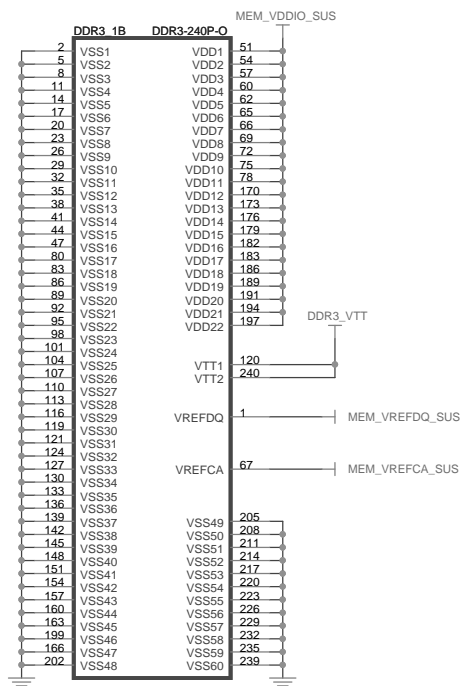 MEM_VDDIO_SUS
DDR3_1B DDR3-240P-O
2 VSS1 VDD1 51
5 VSS2 VDD2 54
8 VSS3 VDD3 57
11 VSS4 VDD4 60
14 VSS5 VDD5 62
17 VSS6 VDD6 65
20 VSS7 VDD7 66
23 VSS8 VDD8 69
26 VSS9 VDD9 72
29 VSS10 VDD10 75
32 VSS11 VDD11 78
35 VSS12 VDD12 170
38 VSS13 VDD13 173
41 VSS14 VDD14 176
44 VSS15 VDD15 179
47 VSS16 VDD16 182
80 VSS17 VDD17 183
83 VSS18 VDD18 186
86 VSS19 VDD19 189
89 VSS20 VDD20 191
92 VSS21 VDD21 194
95 VSS22 VDD22 197
DDR3_VTT
98 VSS23
101 VSS24
104 VSS25 VTT1 120
107 VSS26 VTT2 240
110 VSS27
113 VSS28
116 VSS29 VREFDQ 1 MEM_VREFDQ_SUS
119 VSS30
121 VSS31
124 VSS32
127 VSS33 VREFCA 67 MEM_VREFCA_SUS
130 VSS34
133 VSS35
136 VSS36
139 VSS37 VSS49 205
142 VSS38 VSS50 208
145 VSS39 VSS51 211
148 VSS40 VSS52 214
151 VSS41 VSS53 217
154 VSS42 VSS54 220
157 VSS43 VSS55 223
160 VSS44 VSS56 226
163 VSS45 VSS57 229
199 VSS46 VSS58 232
166 VSS47 VSS59 235
202 VSS48 VSS60 239